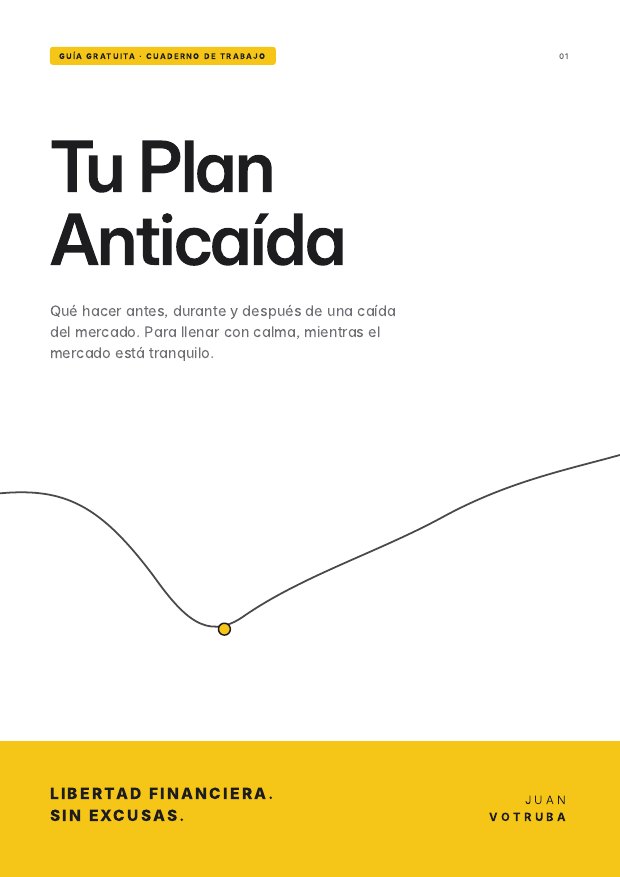 GUÍA GRATUITA · CUADERNO DE TRABAJO
01
Tu Plan
Anticaída
Qué hacer antes, durante y después de una caída
del mercado. Para llenar con calma, mientras el
mercado está tranquilo.
LIBERTAD FINANCIERA.
SIN EXCUSAS.
JUAN
VOTRUBA